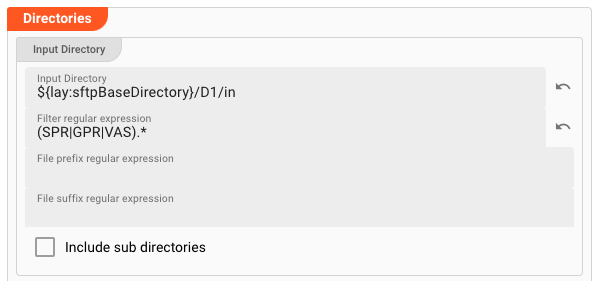 Directories
Input Directory
Input Directory
${lay:sftpBaseDirectory}/D1/in
Filter regular expression
(SPR|GPR|VAS).*
File prefix regular expression
File suffix regular expression
Include sub directories